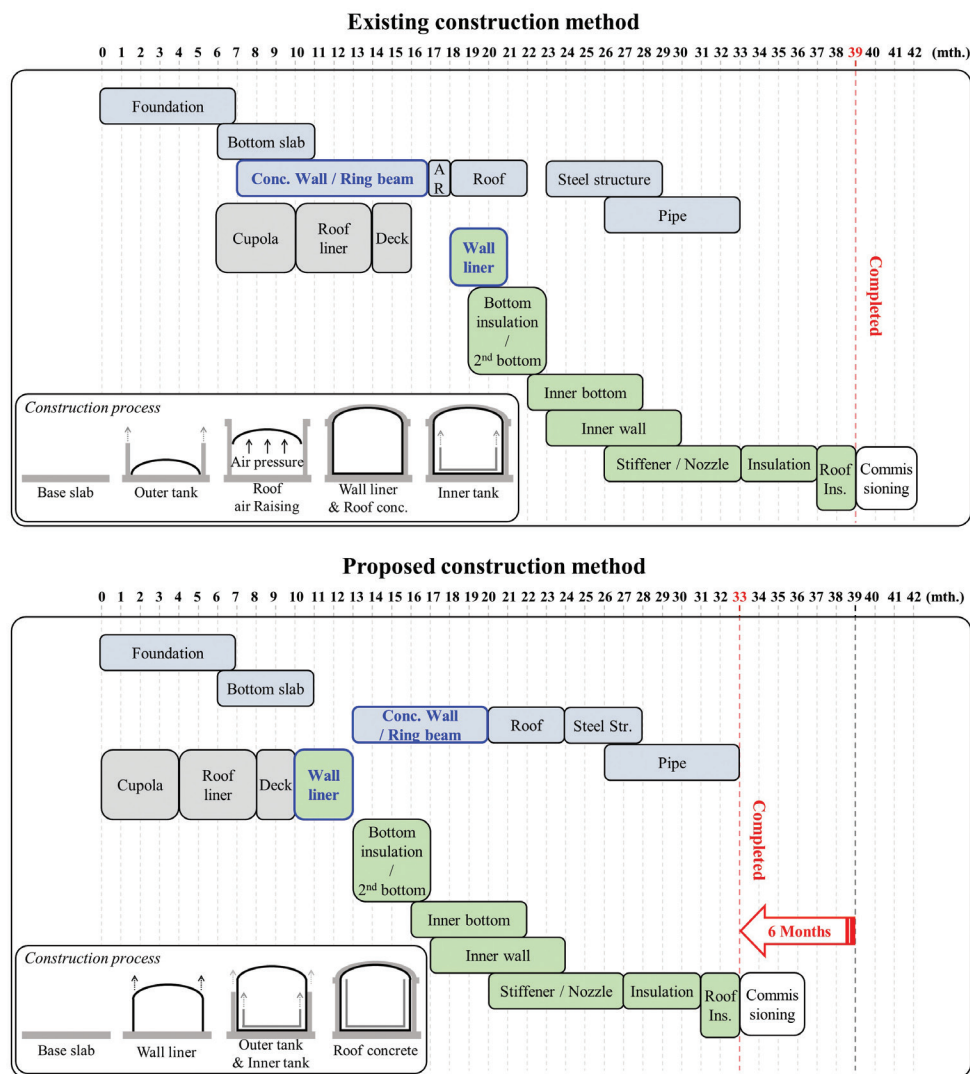 Existing construction method
0 1 2 3 4 5 6 7 8 9 10 11 12 13 14 15 16 17 18 19 20 21 22 23 24 25 26 27 28 29 30 31 32 33 34 35 36 37 38 39 40 41 42 (mth.)
Foundation
Bottom slab
Conc. Wall / Ring beam
A
R
Roof
Steel structure
Pipe
Cupola
Roof
liner
Deck
Wall
liner
Completed
Bottom
insulation
/
2nd bottom
Inner bottom
Inner wall
Stiffener / Nozzle
Insulation
Roof
Ins.
Commis
sioning
Construction process
Base slab
Outer tank
Air pressure
Roof
air Raising
Wall liner
& Roof conc.
Inner tank
Proposed construction method
0 1 2 3 4 5 6 7 8 9 10 11 12 13 14 15 16 17 18 19 20 21 22 23 24 25 26 27 28 29 30 31 32 33 34 35 36 37 38 39 40 41 42 (mth.)
Foundation
Bottom slab
Conc. Wall
/ Ring beam
Roof
Steel Str.
Pipe
Cupola
Roof
liner
Deck
Wall
liner
Completed
Bottom
insulation
/
2nd bottom
Inner bottom
6 Months
Inner wall
Stiffener / Nozzle
Insulation
Roof
Ins.
Commis
sioning
Construction process
Base slab
Wall liner
Outer tank
& Inner tank
Roof concrete